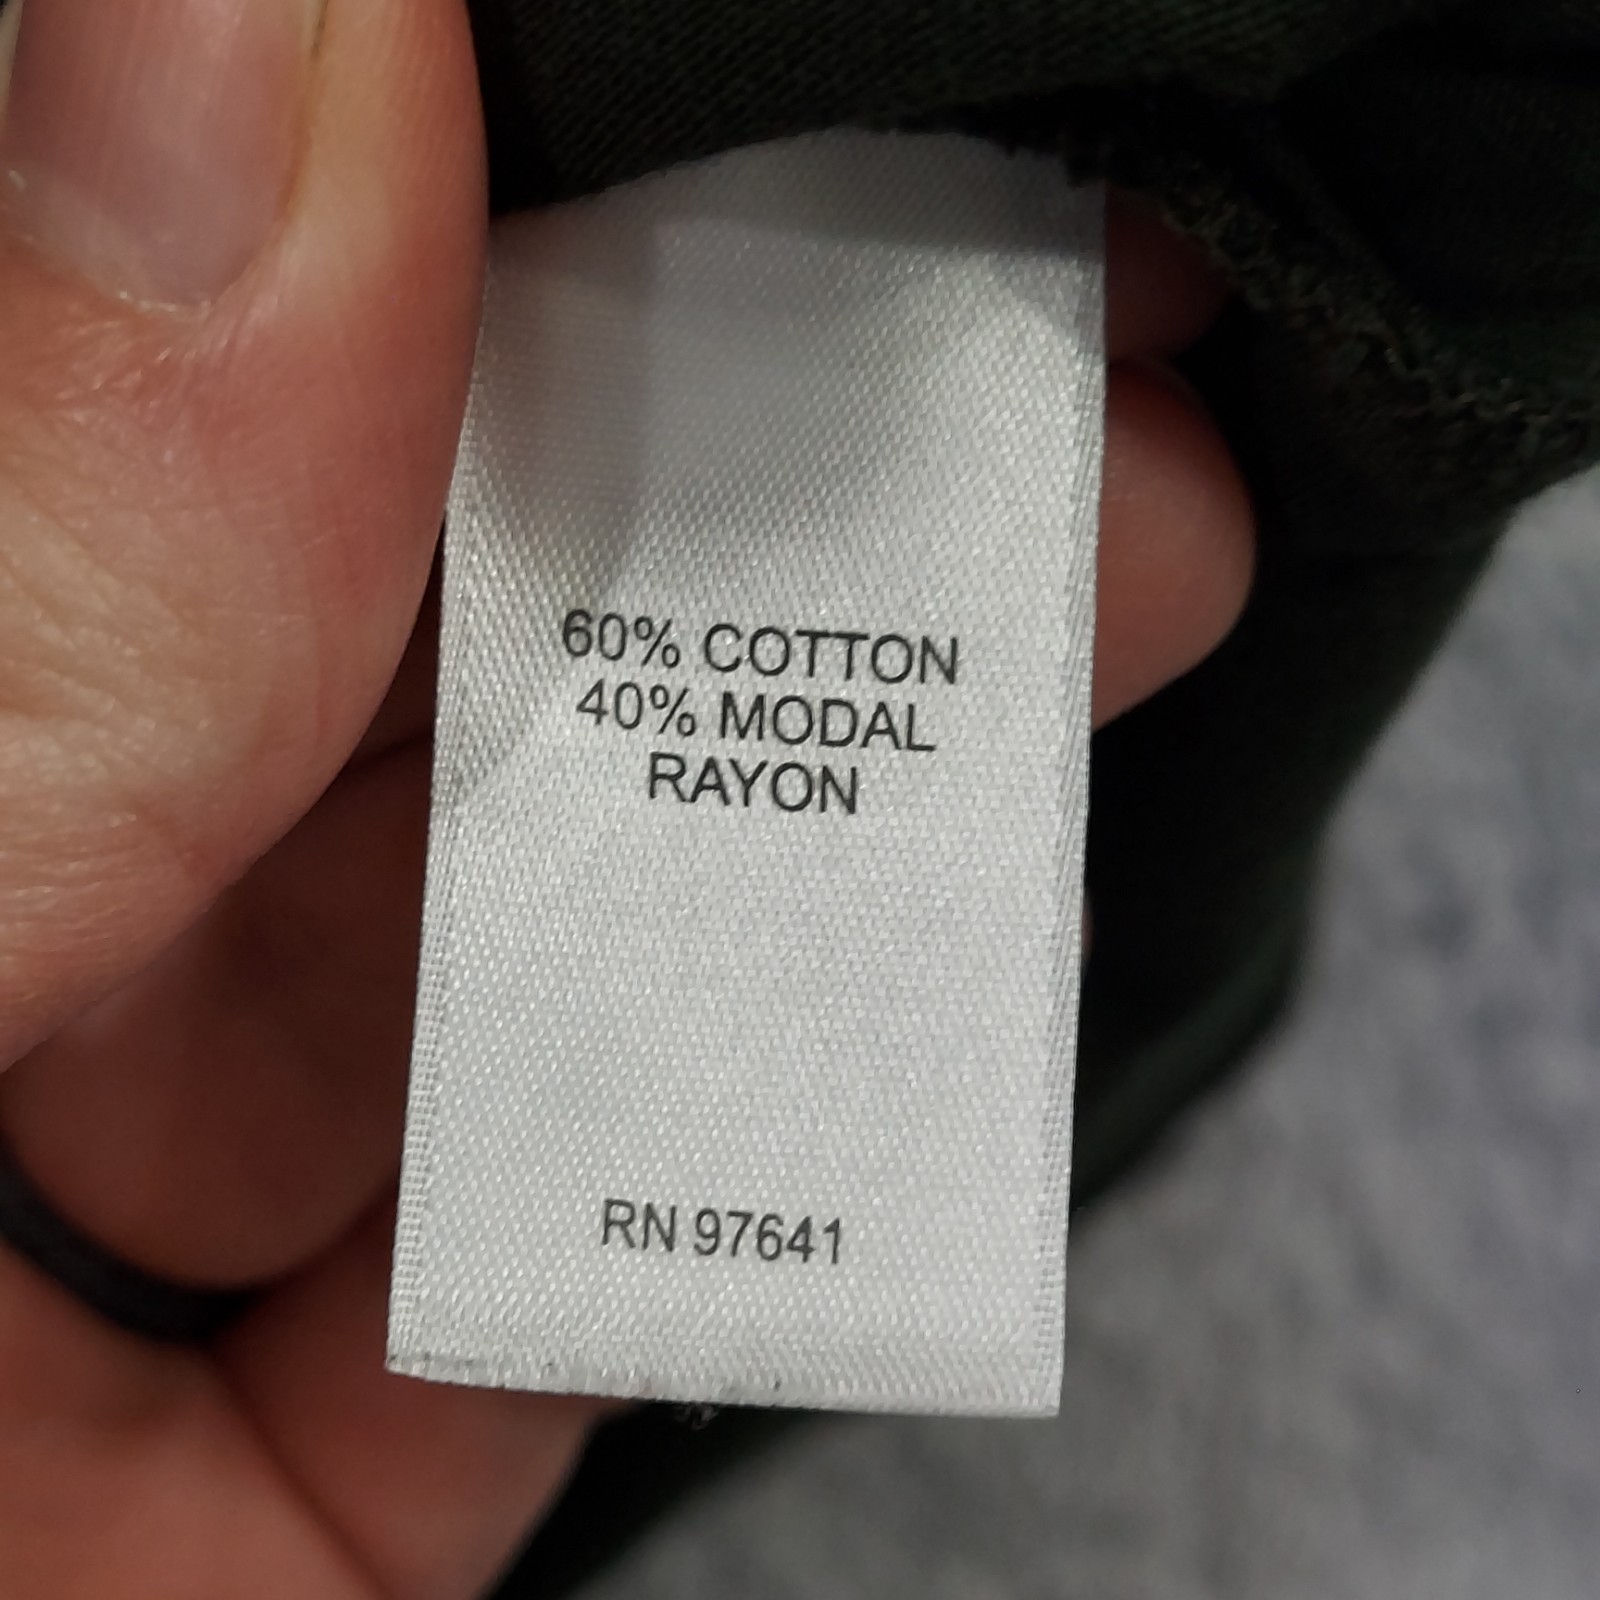 60% COTTON
40% MODAL
RAYON
RN 97641